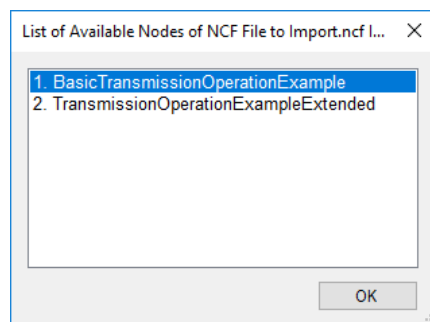 List of Available Nodes of NCF File to Import.ncf I...
1. BasicTransmissionOperationExample
2. TransmissionOperationExampleExtended
OK